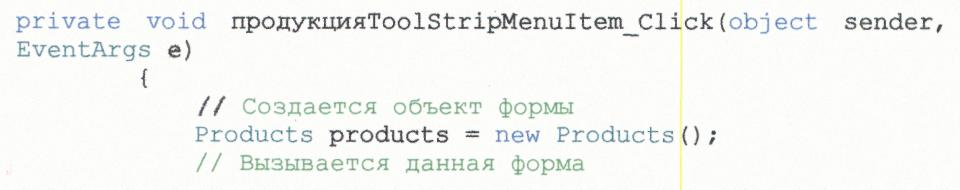 private void продукцияToolStripMenuItem_Click(object sender,
EventArgs e)
{
// Создается объект формы
Products products = new Products();
// Вызывается данная форма